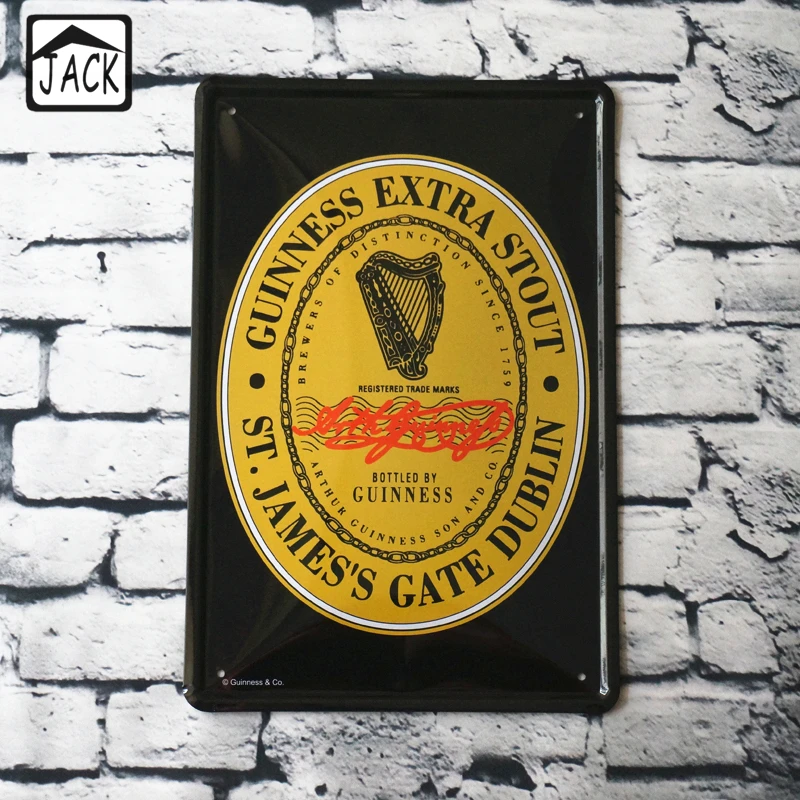 JACK
GUINNESS EXTRA STOUT
BREWERS OF DISTINCTION SINCE 1759
REGISTERED TRADE MARKS
BOTTLED BY
GUINNESS
ARTHUR GUINNESS SON AND CO.
ST. JAMES'S GATE DUBLIN
© Guinness & Co.